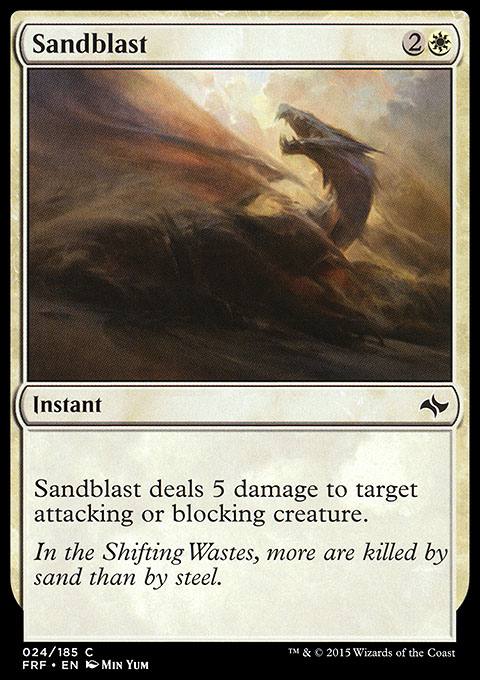 Sandblast 2
Instant
Sandblast deals 5 damage to target
attacking or blocking creature.
In the Shifting Wastes, more are killed by
sand than by steel.
024/185 C
FRF • EN Min Yum
™ & © 2015 Wizards of the Coast